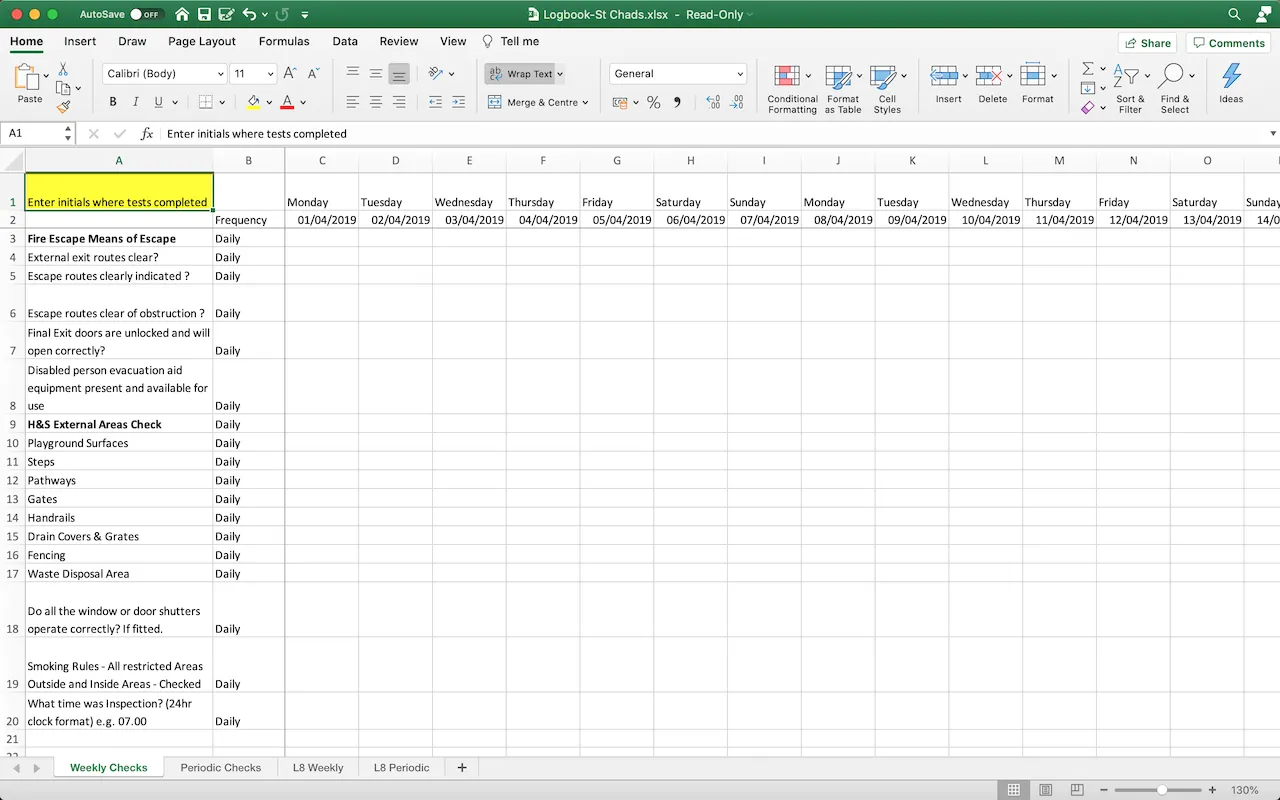 AutoSave OFF Logbook-St Chads.xlsx - Read-Only
Home Insert Draw Page Layout Formulas Data Review View Tell me Share Comments
Paste Calibri (Body) 11 A A Wrap Text General Conditional Formatting Format as Table Cell Styles Insert Delete Format Sort & Filter Find & Select Ideas
B I U A Merge & Centre %
A1 fx Enter initials where tests completed
A B C D E F G H I J K L M N O
1 Enter initials where tests completed Monday Tuesday Wednesday Thursday Friday Saturday Sunday Monday Tuesday Wednesday Thursday Friday Saturday Sunday
2 Frequency 01/04/2019 02/04/2019 03/04/2019 04/04/2019 05/04/2019 06/04/2019 07/04/2019 08/04/2019 09/04/2019 10/04/2019 11/04/2019 12/04/2019 13/04/2019 14/0
3 Fire Escape Means of Escape Daily
4 External exit routes clear? Daily
5 Escape routes clearly indicated ? Daily
6 Escape routes clear of obstruction ? Daily
Final Exit doors are unlocked and will
7 open correctly? Daily
Disabled person evacuation aid
equipment present and available for
8 use Daily
9 H&S External Areas Check Daily
10 Playground Surfaces Daily
11 Steps Daily
12 Pathways Daily
13 Gates Daily
14 Handrails Daily
15 Drain Covers & Grates Daily
16 Fencing Daily
17 Waste Disposal Area Daily
Do all the window or door shutters
18 operate correctly? If fitted. Daily
Smoking Rules - All restricted Areas
19 Outside and Inside Areas - Checked Daily
What time was Inspection? (24hr
20 clock format) e.g. 07.00 Daily
21
Weekly Checks Periodic Checks L8 Weekly L8 Periodic +
130%